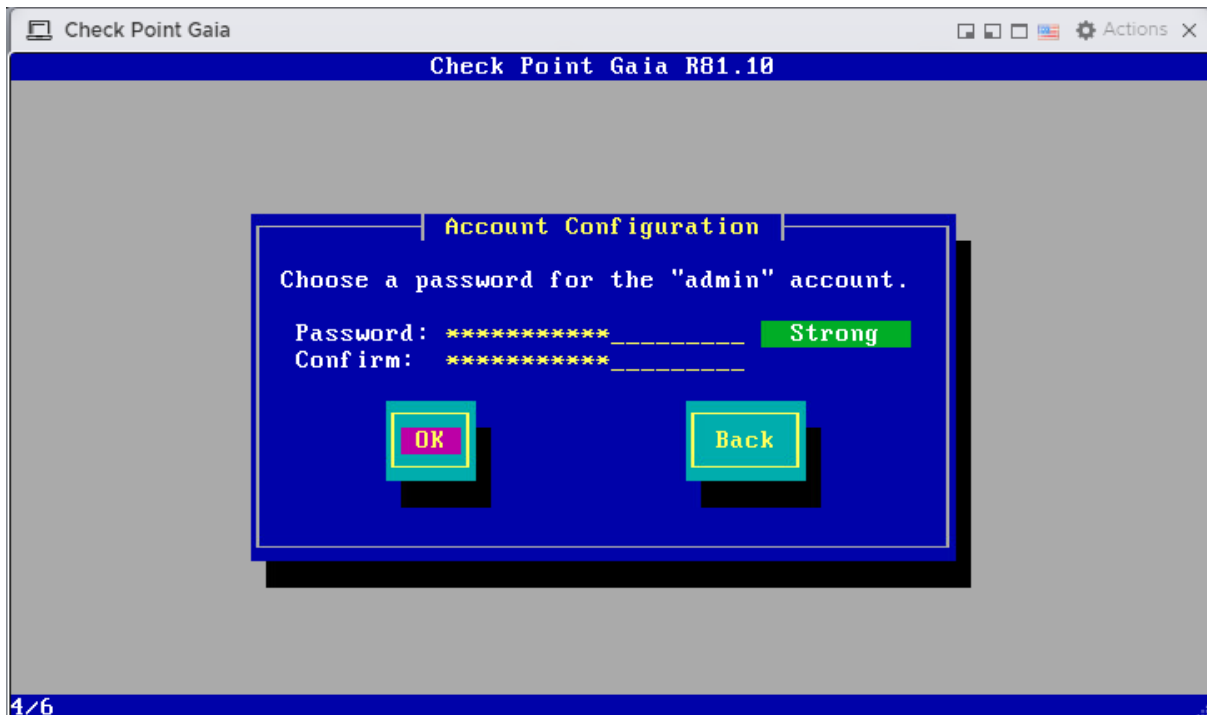 Check Point Gaia
Actions
Check Point Gaia R81.10
Account Configuration
Choose a password for the "admin" account.
Password: ***********_________ Strong
Confirm: ***********_________
OK Back
4/6